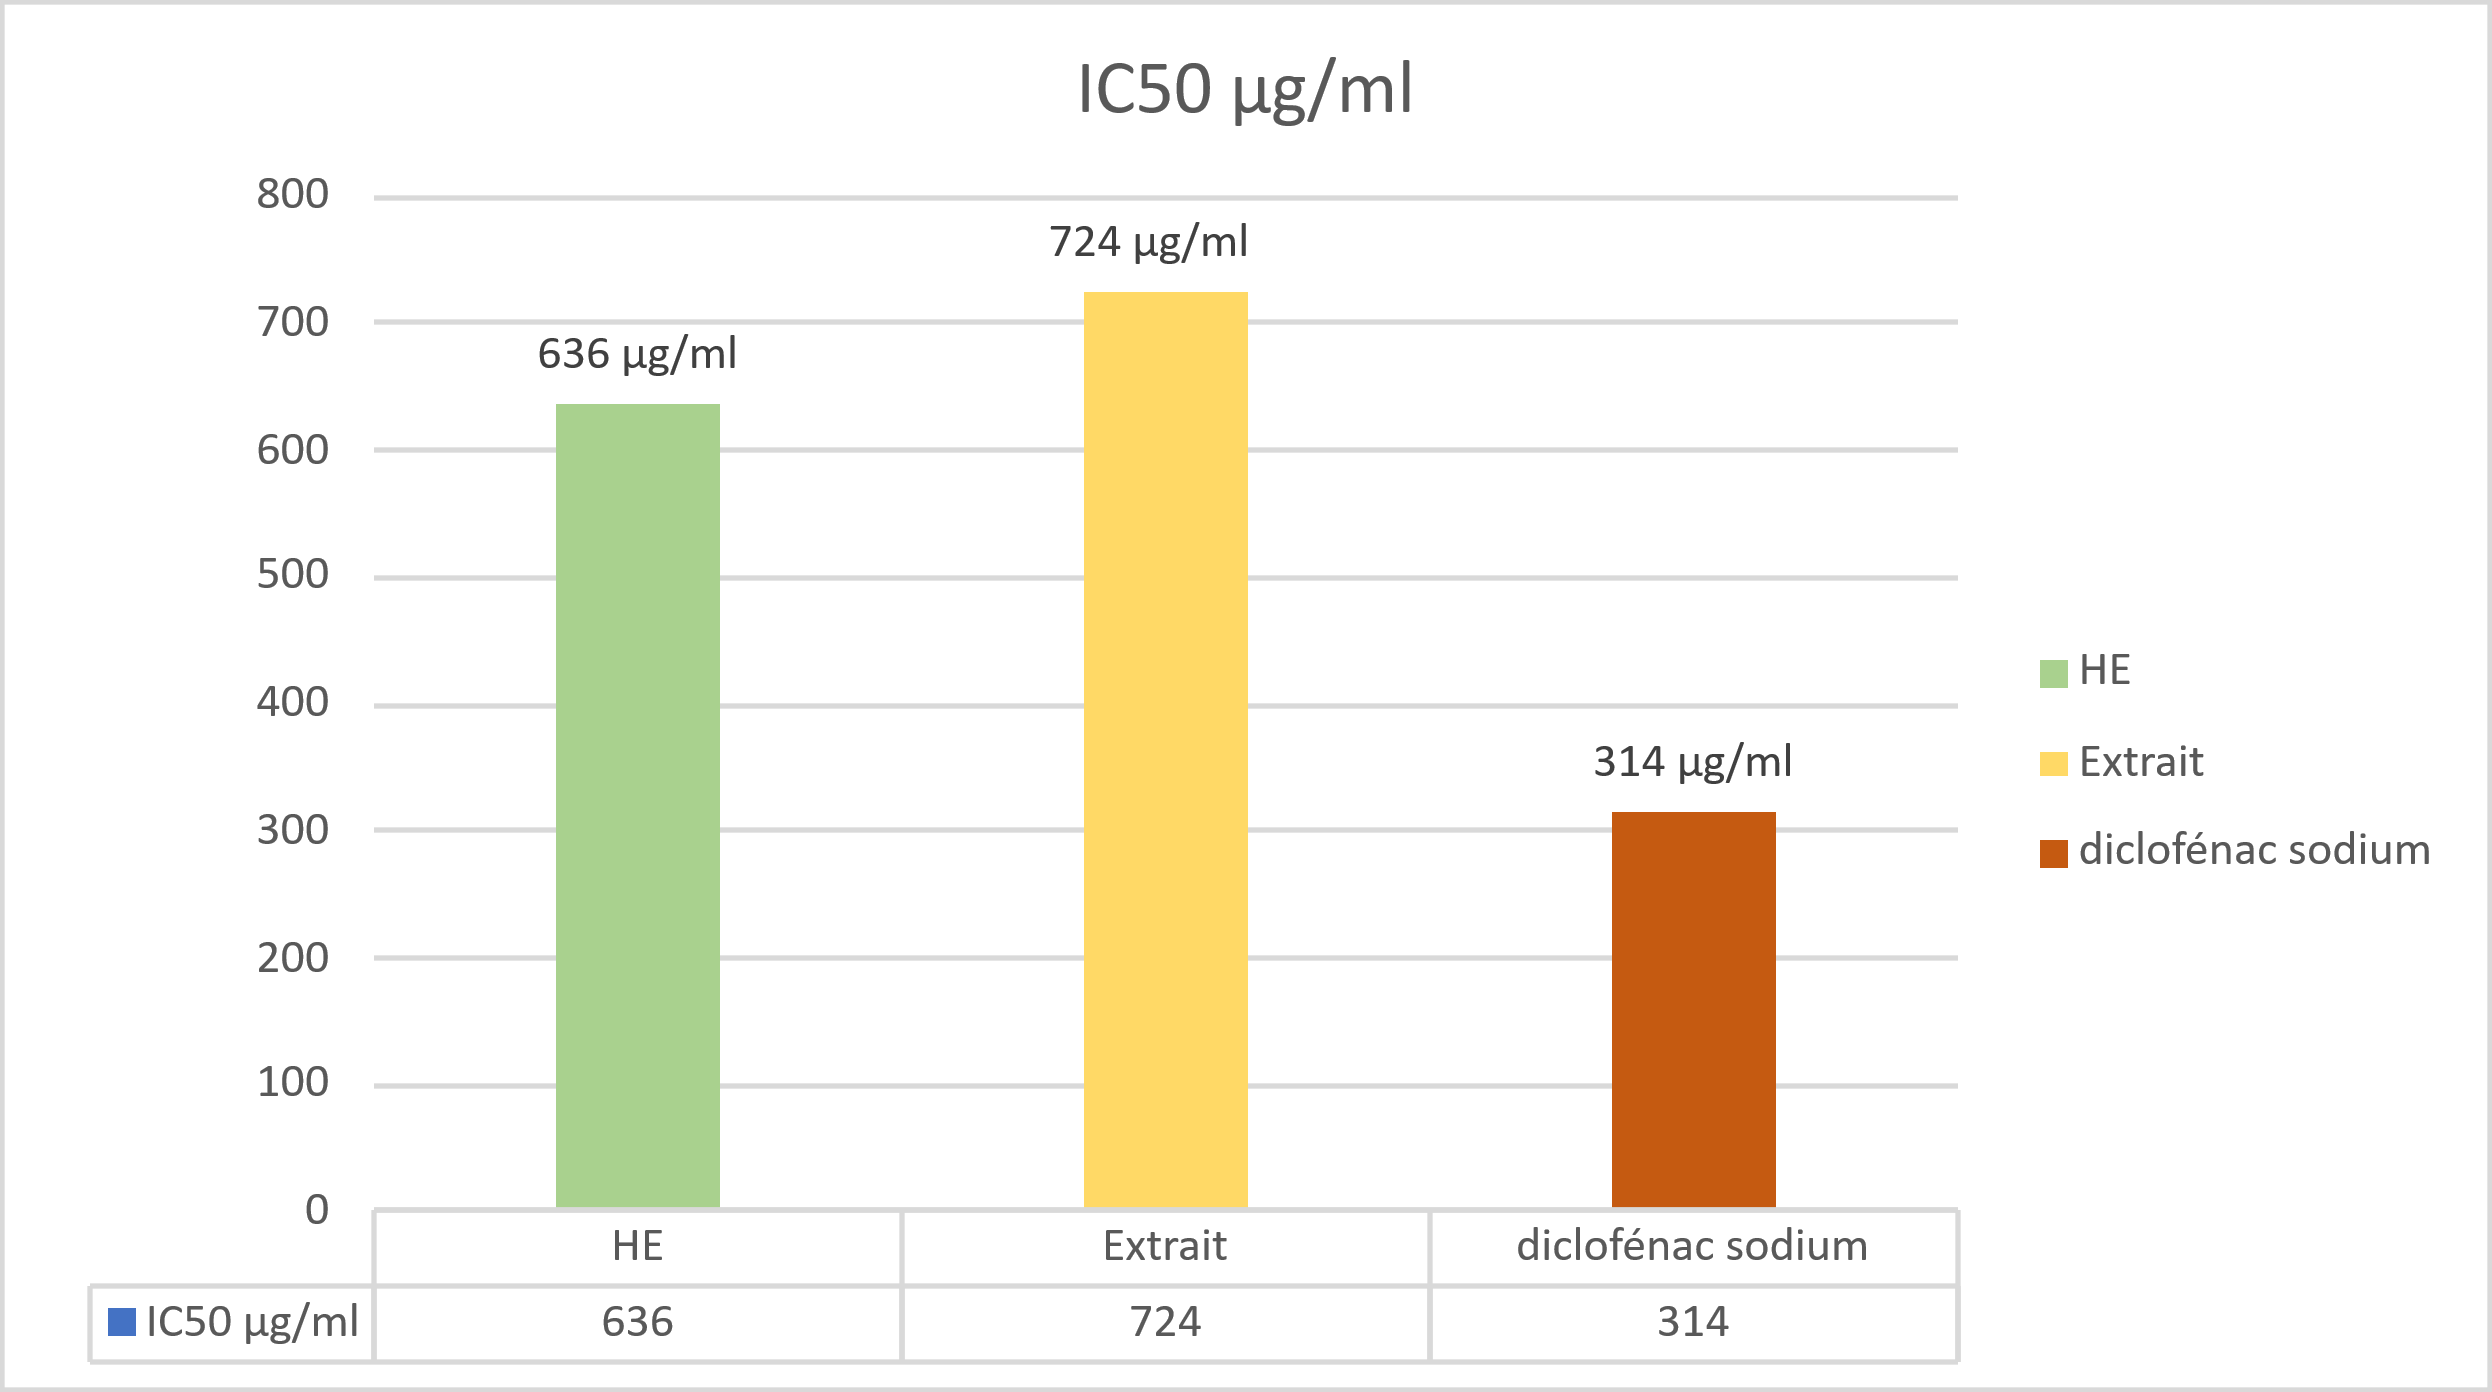 IC50 µg/ml
800
700
600
500
400
300
200
100
0
636 µg/ml
724 µg/ml
314 µg/ml
HE
Extrait
diclofénac sodium
HE Extrait diclofénac sodium
IC50 µg/ml 636 724 314